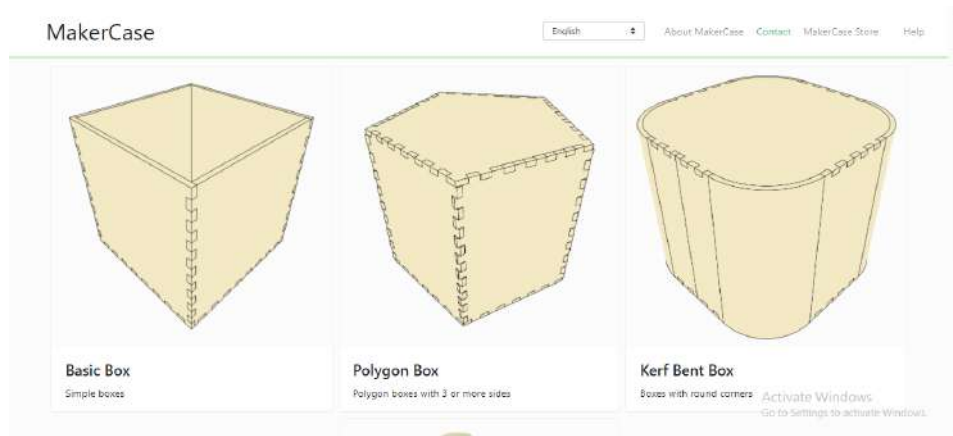 MakerCase
English
About MakerCase Contact MakerCase Store Help
Basic Box
Simple boxes
Polygon Box
Polygon boxes with 3 or more sides
Kerf Bent Box
Boxes with round corners
Activate Windows
Go to Settings to activate Windows.